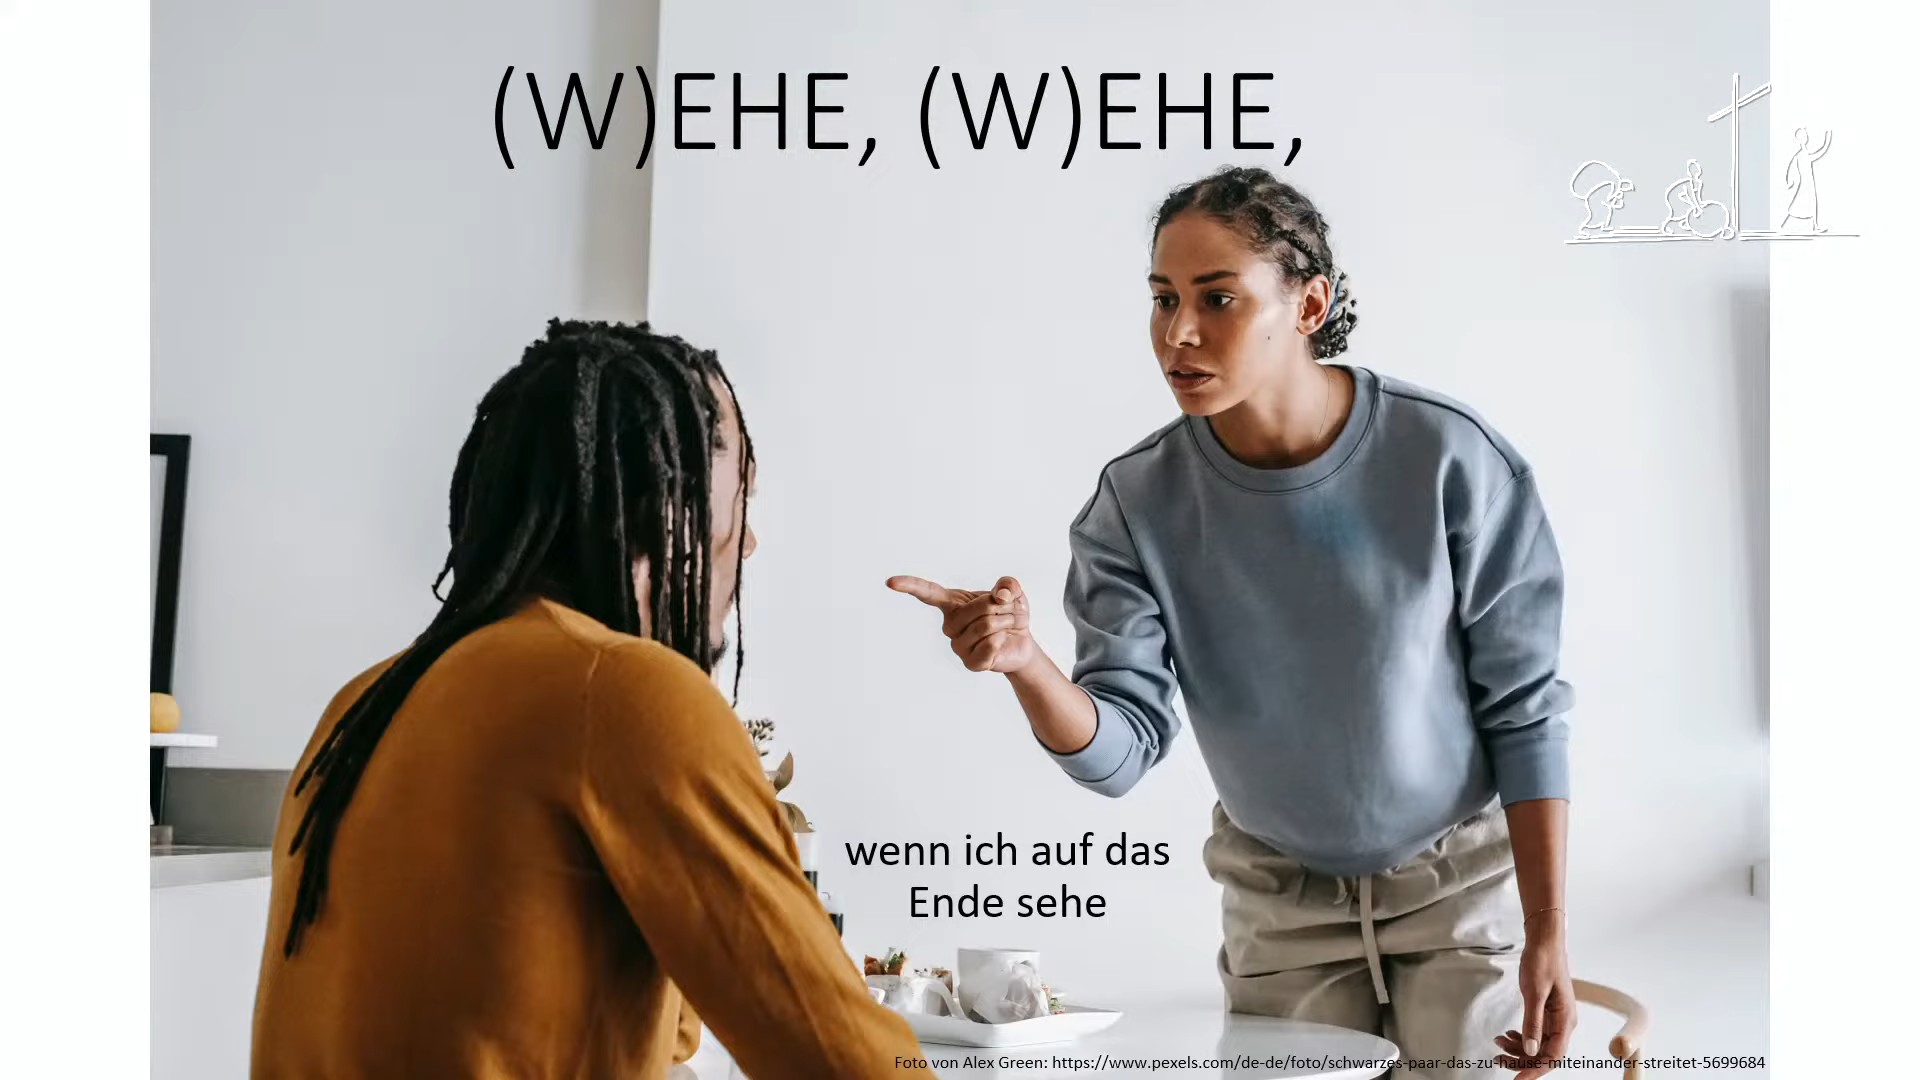 (W)EHE, (W)EHE,
wenn ich auf das
Ende sehe
Foto von Alex Green: https://www.pexels.com/de-de/foto/schwarzes-paar-das-zu-hause-miteinander-streitet-5699684